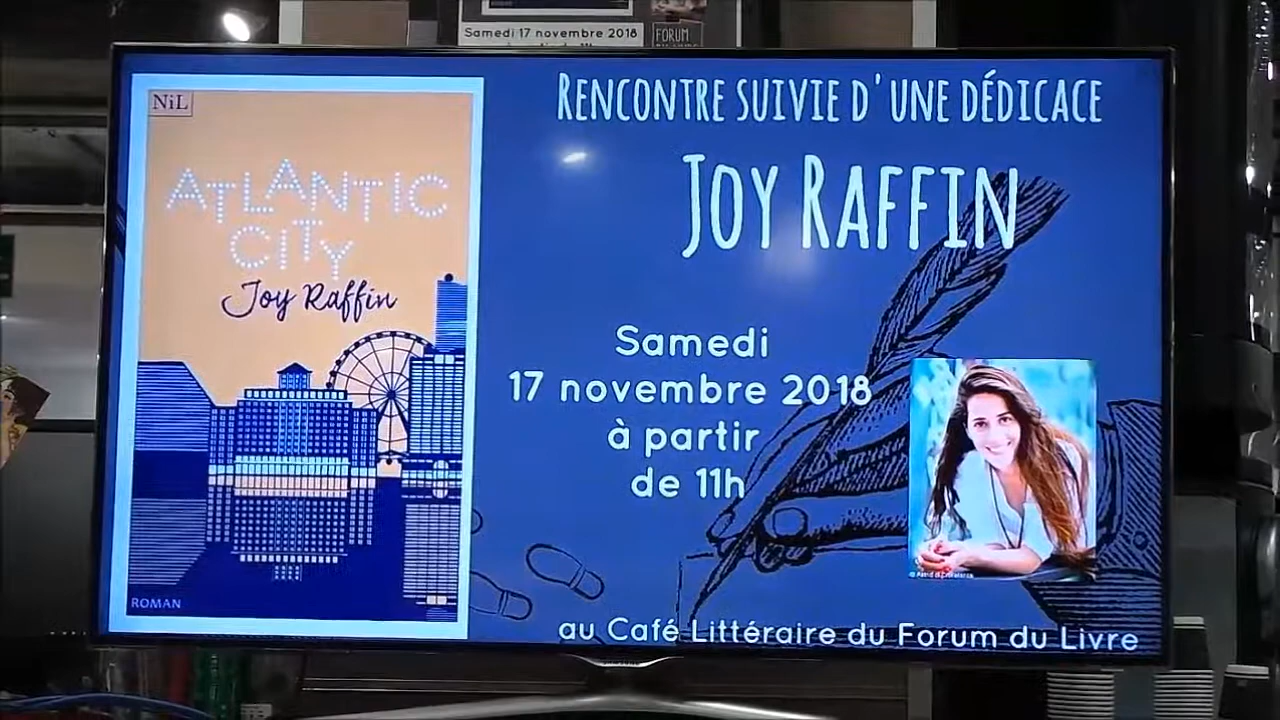 Samedi 17 novembre 2018
FORUM
NiL
ATLANTIC
CITY
Joy Raffin
ROMAN
RENCONTRE SUIVIE D'UNE DÉDICACE
JOY RAFFIN
Samedi
17 novembre 2018
à partir
de 11h
au Café Littéraire du Forum du Livre